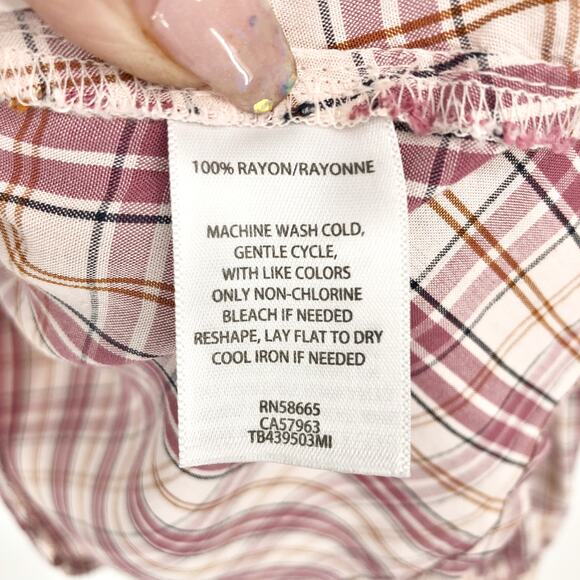 100% RAYON/RAYONNE
MACHINE WASH COLD,
GENTLE CYCLE,
WITH LIKE COLORS
ONLY NON-CHLORINE
BLEACH IF NEEDED
RESHAPE, LAY FLAT TO DRY
COOL IRON IF NEEDED
RN58665
CA57963
TB439503MI